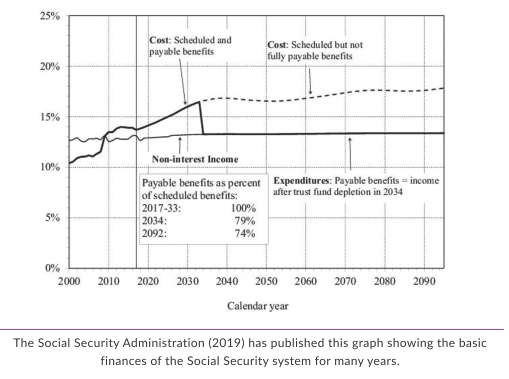 25%
20%
15%
10%
5%
0%
Cost: Scheduled and
payable benefits
Cost: Scheduled but not
fully payable benefits
Non-interest Income
Payable benefits as percent
of scheduled benefits:
2017-33: 100%
2034: 79%
2092: 74%
Expenditures: Payable benefits = income
after trust fund depletion in 2034
2000 2010 2020 2030 2040 2050 2060 2070 2080 2090
Calendar year
The Social Security Administration (2019) has published this graph showing the basic
finances of the Social Security system for many years.